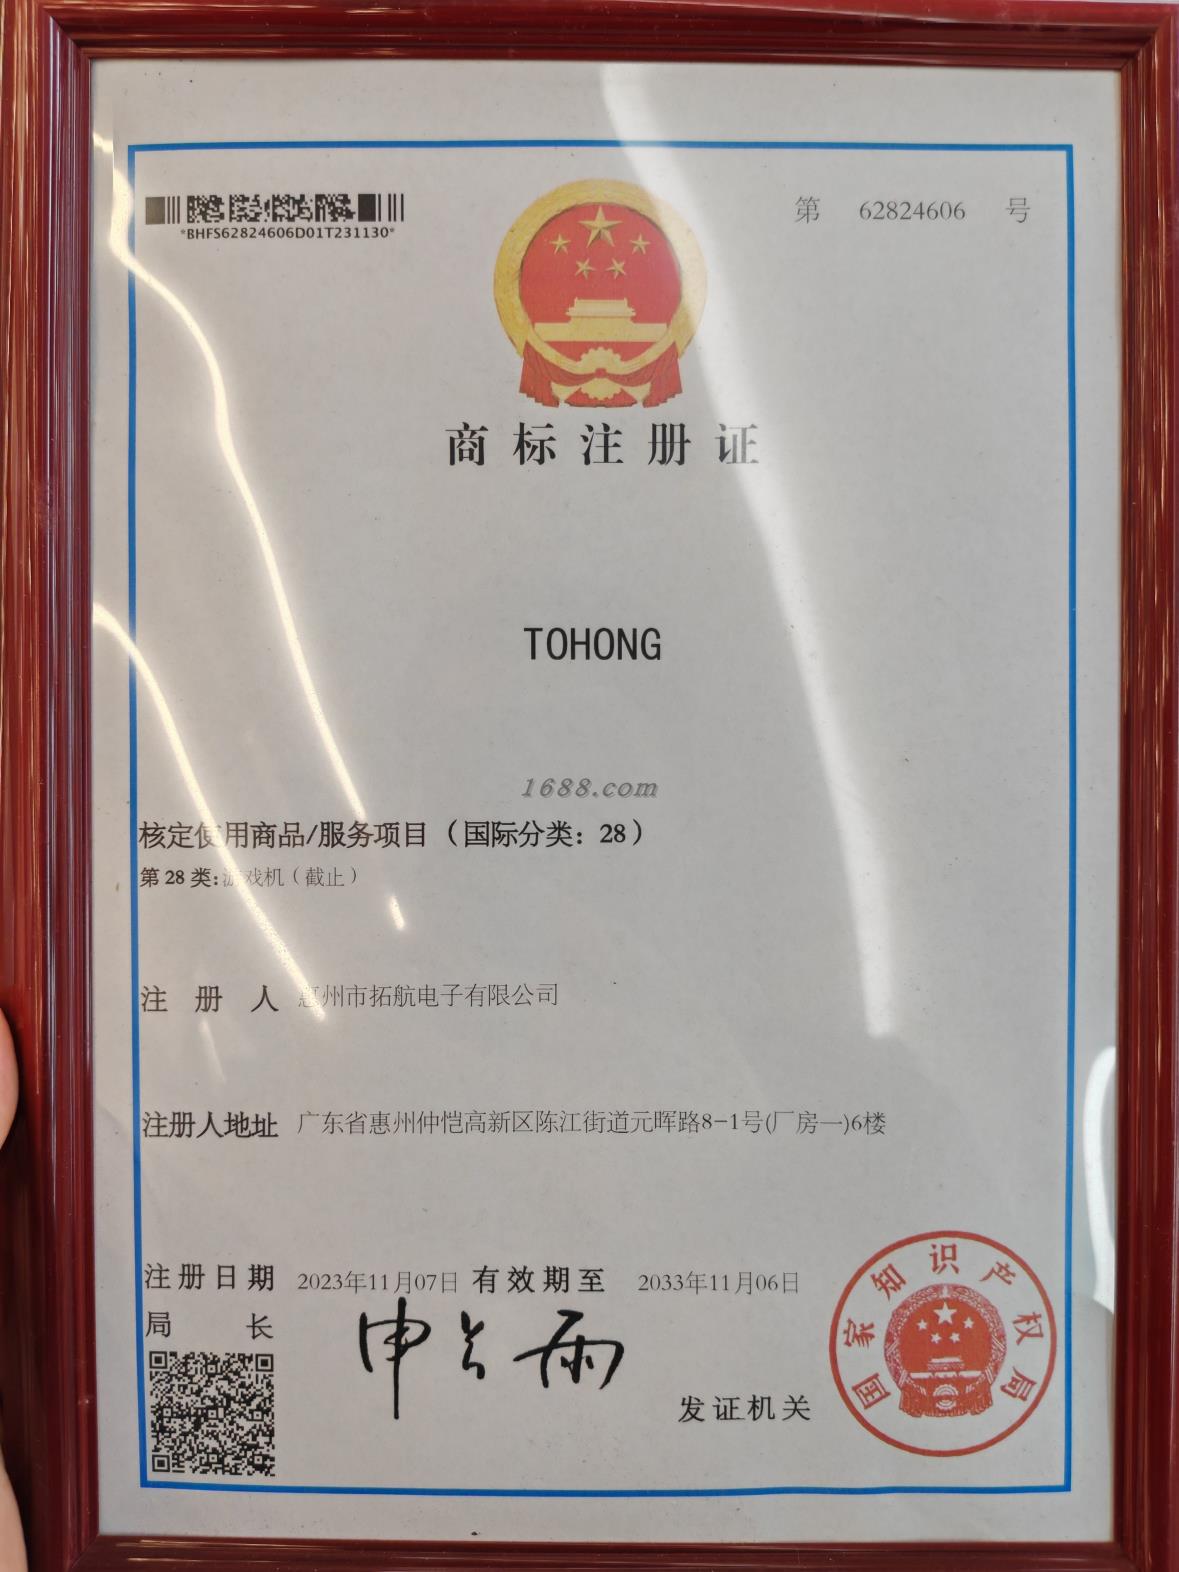 *BHFS62824606D01T231130*
第 62824606 号
商标注册证
TOHONG
1688.com
核定使用商品/服务项目（国际分类：28）
第28类:游戏机（截止）
注册人 惠州市拓航电子有限公司
注册人地址 广东省惠州仲恺高新区陈江街道元晖路8-1号(厂房一)6楼
注册日期 2023年11月07日 有效期至 2033年11月06日
局长 申长雨
发证机关
国家知识产权局